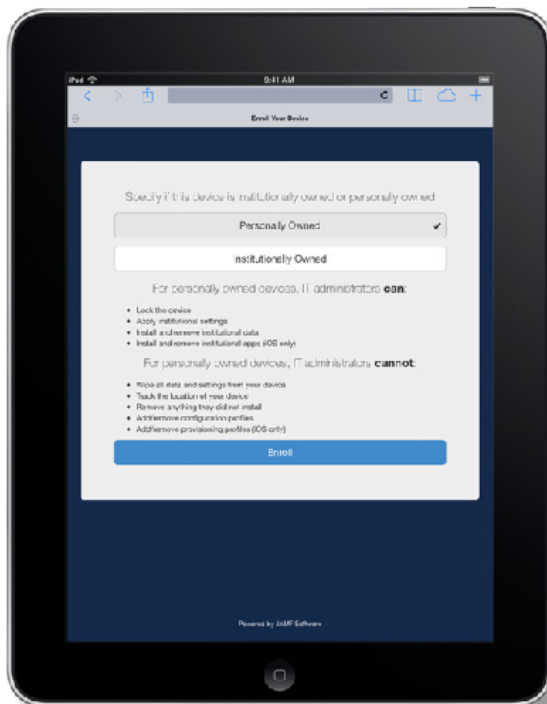 iPad
9:41 AM
Enroll Your Device
Specify if this device is institutionally owned or personally owned
Personally Owned
Institutionally Owned
For personally owned devices, IT administrators can:
• Lock the device
• Apply institutional settings
• Install and remove institutional data
• Install and remove institutional apps (iOS only)
For personally owned devices, IT administrators cannot:
• Wipe all data and settings from your device
• Track the location of your device
• Remove anything they did not install
• Add/remove configuration profiles
• Add/remove provisioning profiles (iOS only)
Enroll
Powered by JAMF Software